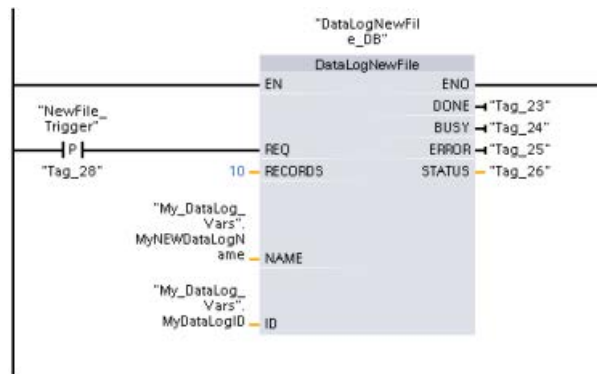 "DataLogNewFil
e_DB"
DataLogNewFile
EN
ENO
DONE
"Tag_23"
"NewFile_
Trigger"
BUSY
"Tag_24"
P
REQ
ERROR
"Tag_25"
"Tag_28"
10
RECORDS
STATUS
"Tag_26"
"My_DataLog_
Vars".
MyNEWDataLogN
ame
NAME
"My_DataLog_
Vars".
MyDataLogID
ID